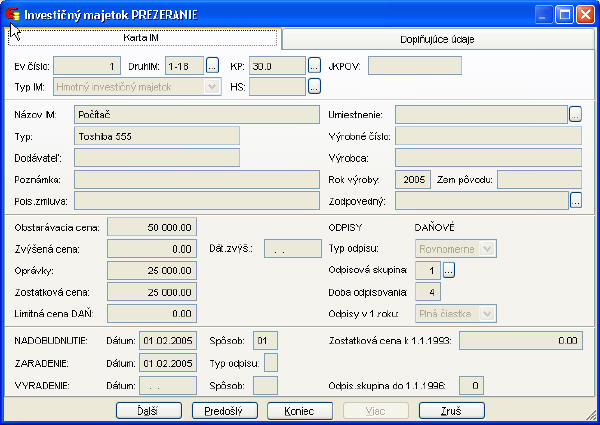 Investičný majetok PREZERANIE
Karta IM Doplňujúce údaje
Ev.číslo: 1 DruhIM: 1-18 ... KP: 30.0 ... JKPOV:
Typ IM: Hmotný investičný majetok HS: ...
Názov IM: Počítač Umiestnenie: ...
Typ: Toshiba 555 Výrobné číslo:
Dodávateľ: Výrobca:
Poznámka: Rok výroby: 2005 Zem pôvodu:
Pois.zmluva: Zodpovedný: ...
Obstarávacia cena: 50 000.00 ODPISY DAŇOVÉ
Zvýšená cena: 0.00 Dát.zvýš.: . . Typ odpisu: Rovnomerne
Oprávky: 25 000.00 Odpisová skupina: 1 ...
Zostatková cena: 25 000.00 Doba odpisovania: 4
Limitná cena DAŇ: 0.00 Odpisy v 1.roku: Plná čiastka
NADOBUDNUTIE: Dátum: 01.02.2005 Spôsob: 01 Zostatková cena k 1.1.1993: 0.00
ZARADENIE: Dátum: 01.02.2005 Typ odpisu:
VYRADENIE: Dátum: . . Spôsob: Odpis.skupina do 1.1.1996: 0
Ďalší Predošlý Koniec Viac Zruš